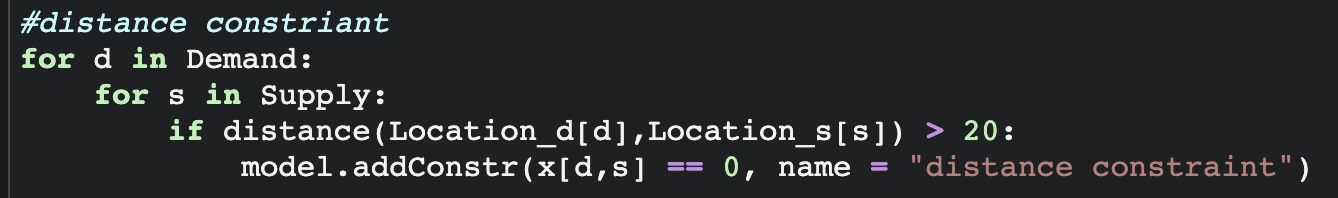 #distance constriant
for d in Demand:
    for s in Supply:
        if distance(Location_d[d],Location_s[s]) > 20:
            model.addConstr(x[d,s] == 0, name = "distance constraint")